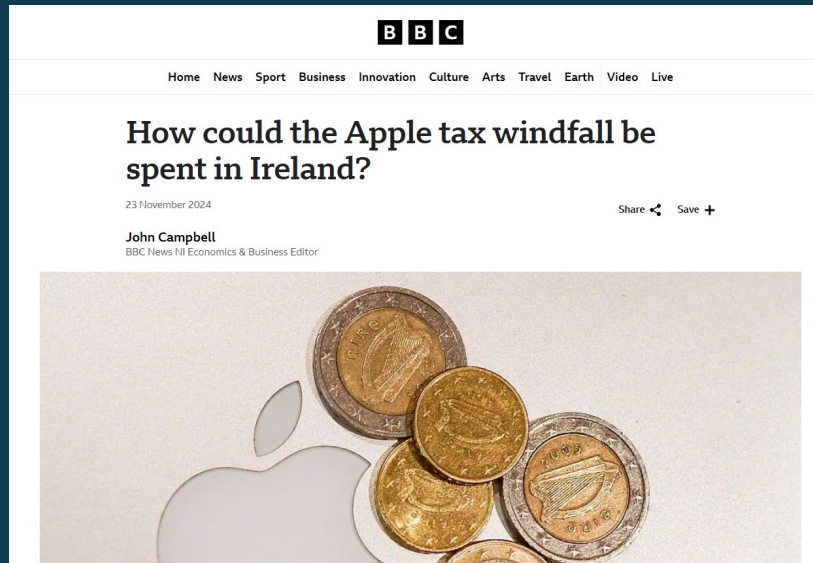 BBC
Home News Sport Business Innovation Culture Arts Travel Earth Video Live
How could the Apple tax windfall be
spent in Ireland?
23 November 2024
Share Save
John Campbell
BBC News NI Economics & Business Editor
ÉIRE
2005
ÉIRE